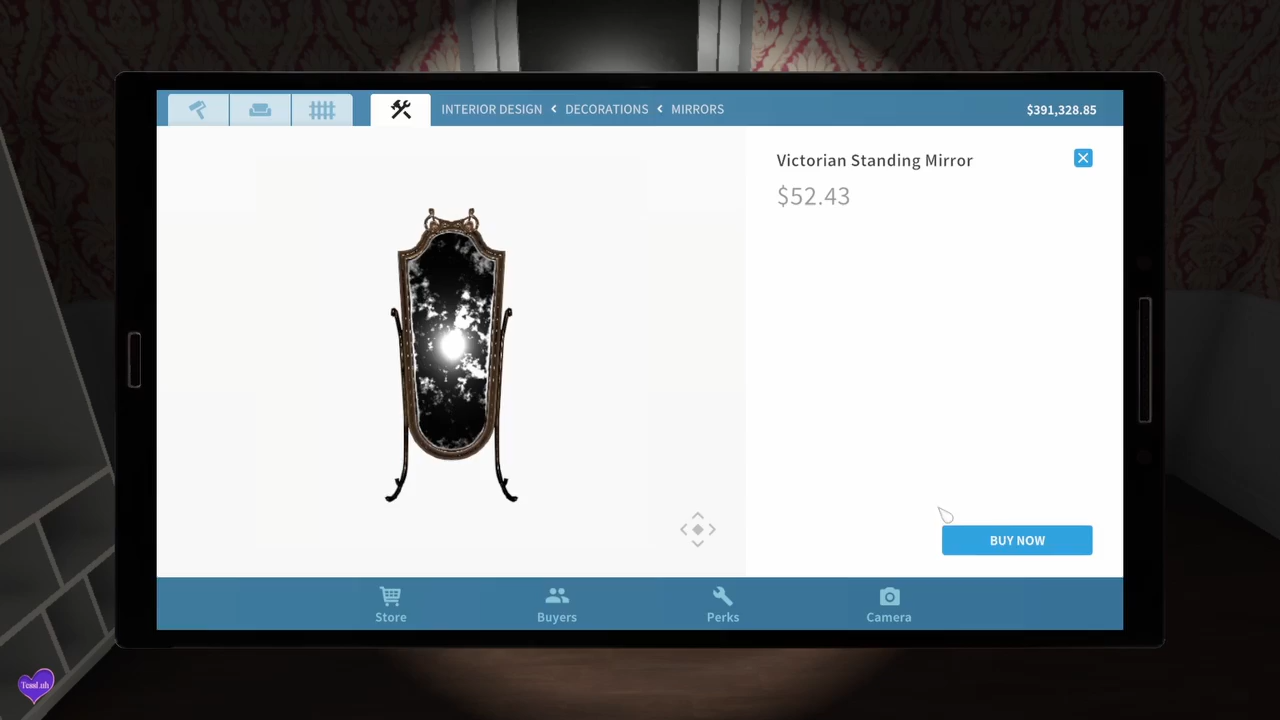 INTERIOR DESIGN < DECORATIONS < MIRRORS
$391,328.85
Victorian Standing Mirror
$52.43
BUY NOW
Store
Buyers
Perks
Camera